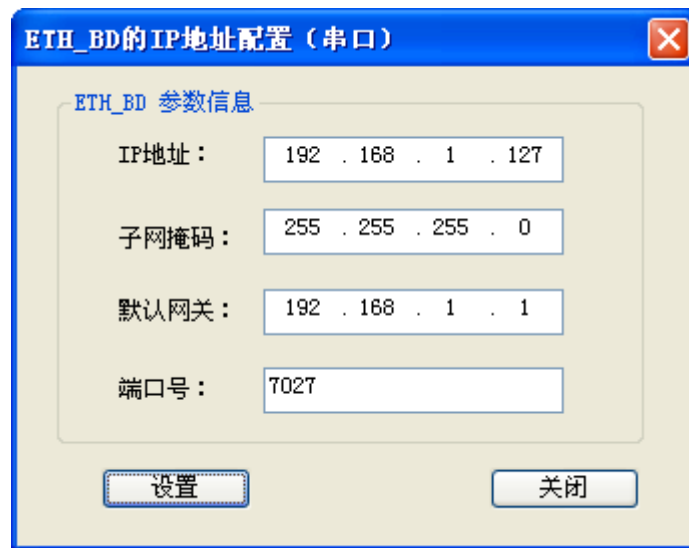 ETH_BD的IP地址配置（串口）
ETH_BD 参数信息
IP地址： 192 . 168 . 1 . 127
子网掩码： 255 . 255 . 255 . 0
默认网关： 192 . 168 . 1 . 1
端口号： 7027
设置 关闭